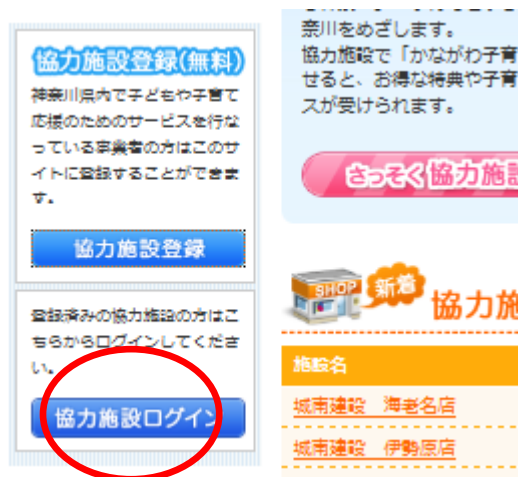 協力施設登録(無料)
神奈川県内で子どもや子育て
応援のためのサービスを行な
っている事業者の方はこのサ
イトに登録することができま
す。
協力施設登録
登録済みの協力施設の方はこ
ちらからログインしてくださ
い。
協力施設ログイン
奈川をめざします。
協力施設で「かながわ子育
せると、お得な特典や子育
スが受けられます。
さっそく協力施設
SHOP
新着
協力施
施設名
城南建設 海老名店
城南建設 伊勢原店